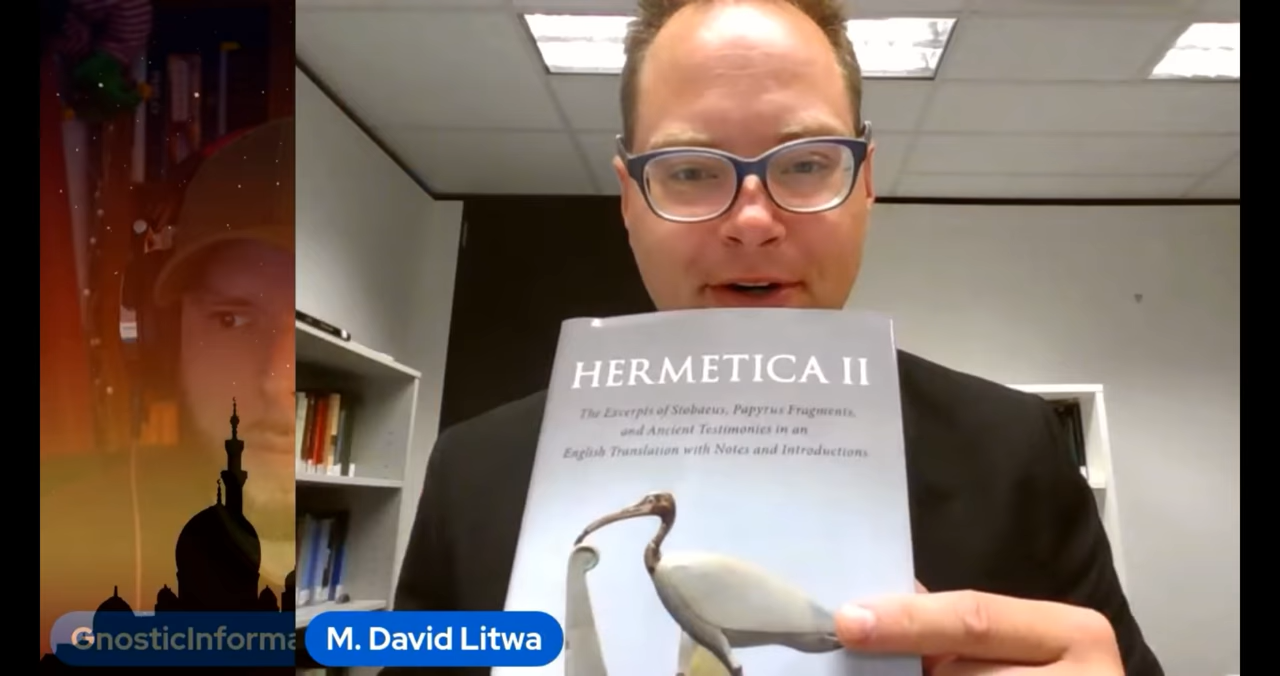 HERMETICA II
The Excerpts of Stobaeus, Papyrus Fragments,
and Ancient Testimonies in an
English Translation with Notes and Introductions
GnosticInforma
M. David Litwa